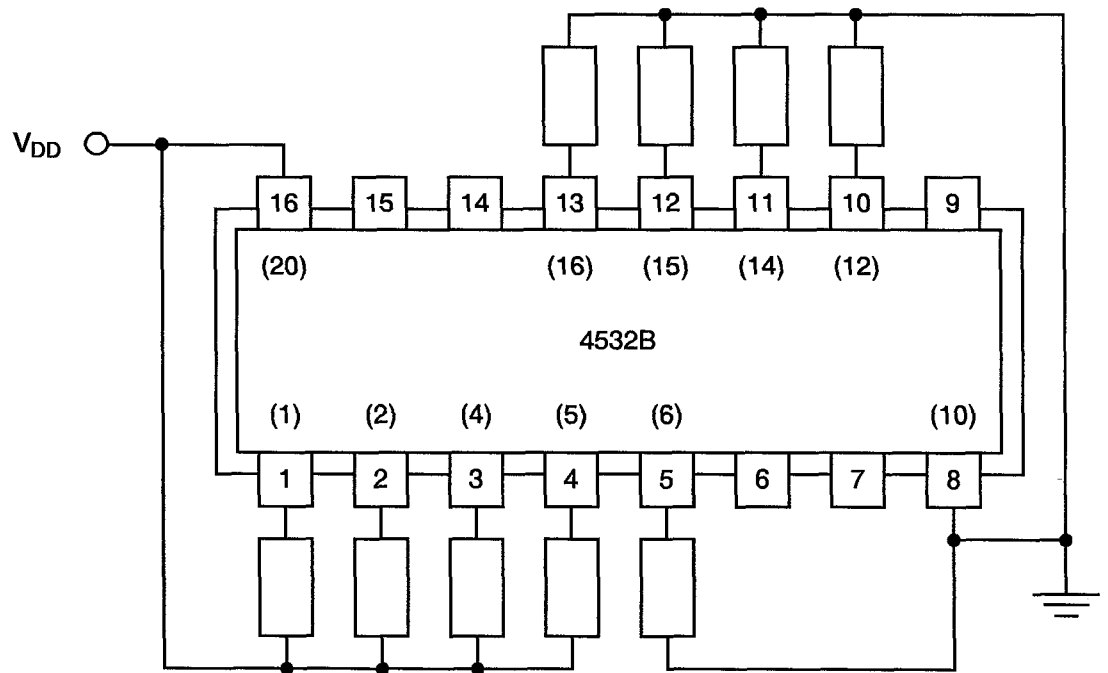 V_DD
16 15 14 13 12 11 10 9
(20) (16) (15) (14) (12)
4532B
(1) (2) (4) (5) (6) (10)
1 2 3 4 5 6 7 8